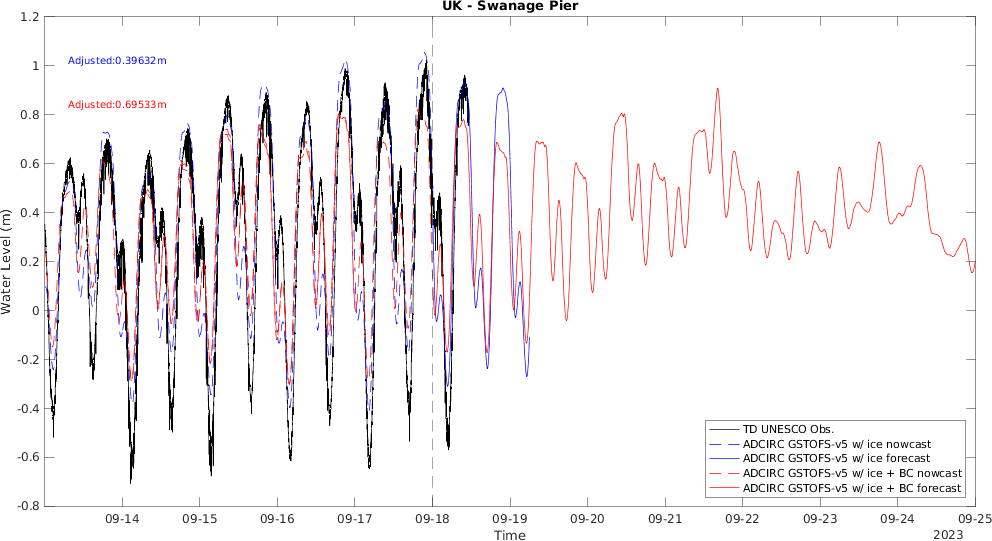 UK - Swanage Pier
1.2
1
0.8
0.6
0.4
0.2
0
-0.2
-0.4
-0.6
-0.8
Water Level (m)
Adjusted:0.39632m
Adjusted:0.69533m
TD UNESCO Obs.
ADCIRC GSTOFS-v5 w/ ice nowcast
ADCIRC GSTOFS-v5 w/ ice forecast
ADCIRC GSTOFS-v5 w/ ice + BC nowcast
ADCIRC GSTOFS-v5 w/ ice + BC forecast
09-14 09-15 09-16 09-17 09-18 09-19 09-20 09-21 09-22 09-23 09-24 09-25
Time
2023